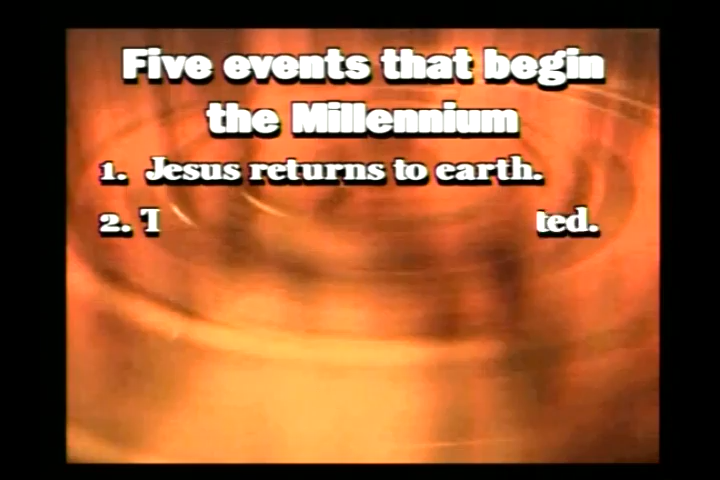 Five events that begin
the Millennium
1. Jesus returns to earth.
2.